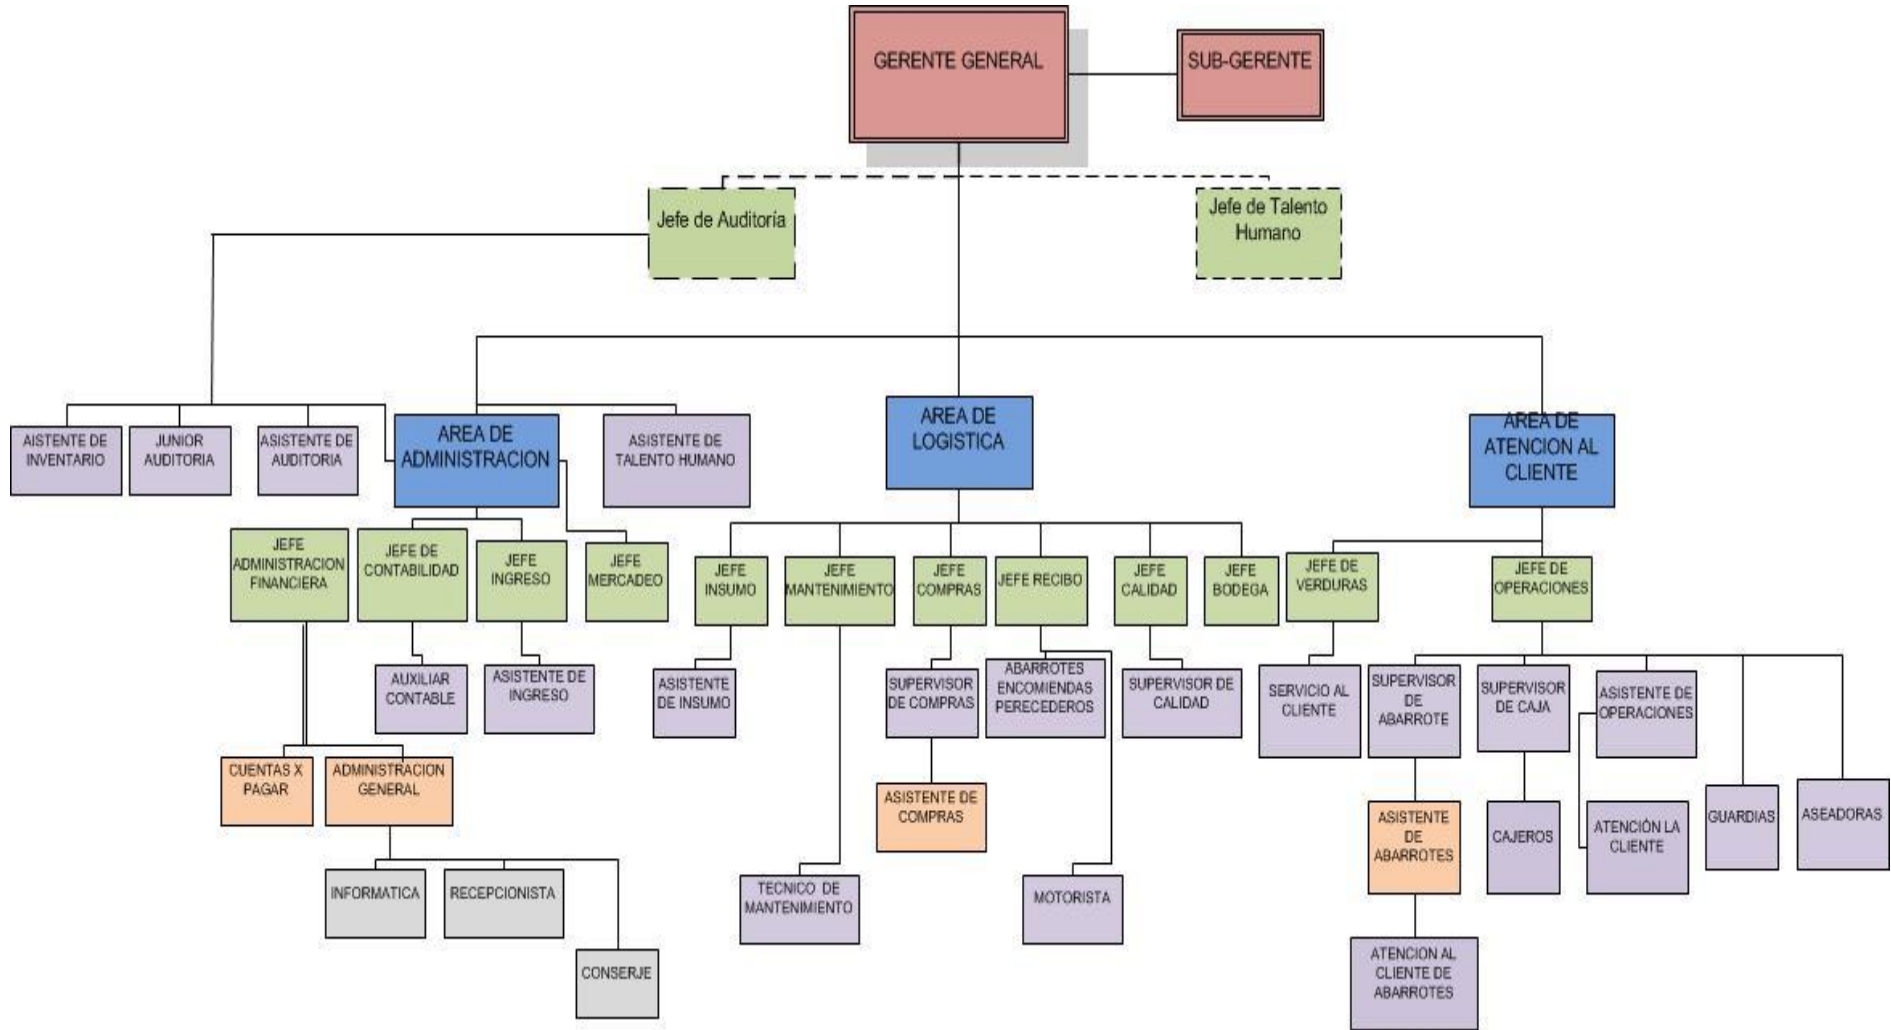 GERENTE GENERAL
SUB-GERENTE
Jefe de Auditoría
Jefe de Talento
Humano
AISTENTE DE
INVENTARIO
JUNIOR
AUDITORIA
ASISTENTE DE
AUDITORIA
AREA DE
ADMINISTRACION
ASISTENTE DE
TALENTO HUMANO
AREA DE
LOGISTICA
AREA DE
ATENCION AL
CLIENTE
JEFE
ADMINISTRACION
FINANCIERA
JEFE DE
CONTABILIDAD
JEFE
INGRESO
JEFE
MERCADEO
JEFE
INSUMO
JEFE
MANTENIMIENTO
JEFE
COMPRAS
JEFE RECIBO
JEFE
CALIDAD
JEFE
BODEGA
JEFE DE
VERDURAS
JEFE DE
OPERACIONES
AUXILIAR
CONTABLE
ASISTENTE DE
INGRESO
ASISTENTE
DE INSUMO
SUPERVISOR
DE COMPRAS
ABARROTES
ENCOMIENDAS
PERECEDEROS
SUPERVISOR DE
CALIDAD
SERVICIO AL
CLIENTE
SUPERVISOR
DE
ABARROTE
SUPERVISOR
DE CAJA
ASISTENTE DE
OPERACIONES
CUENTAS X
PAGAR
ADMINISTRACION
GENERAL
ASISTENTE DE
COMPRAS
ASISTENTE
DE
ABARROTES
CAJEROS
ATENCIÓN LA
CLIENTE
GUARDIAS
ASEADORAS
INFORMATICA
RECEPCIONISTA
TECNICO DE
MANTENIMIENTO
MOTORISTA
CONSERJE
ATENCION AL
CLIENTE DE
ABARROTES